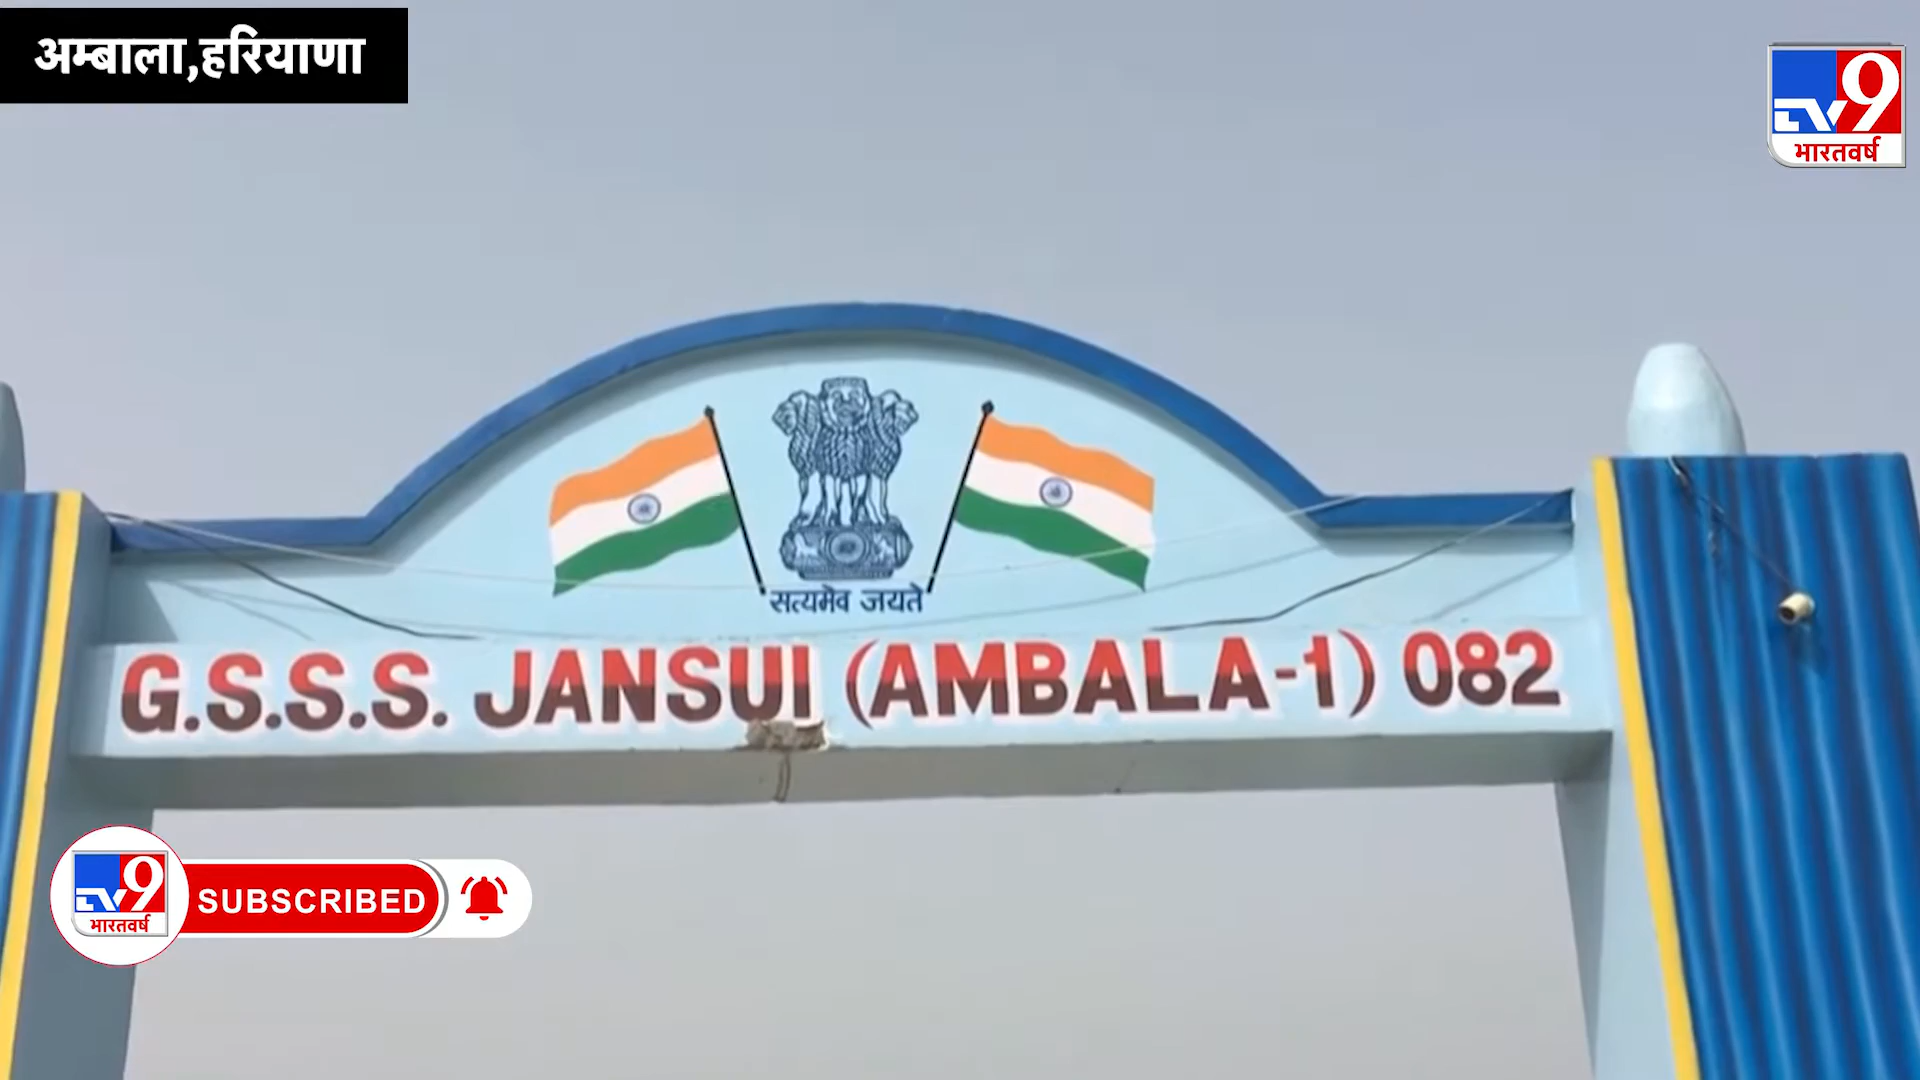 अम्बाला,हरियाणा
TV9
भारतवर्ष
सत्यमेव जयते
G.S.S.S. JANSUI (AMBALA-1) 082
TV9
भारतवर्ष
SUBSCRIBED